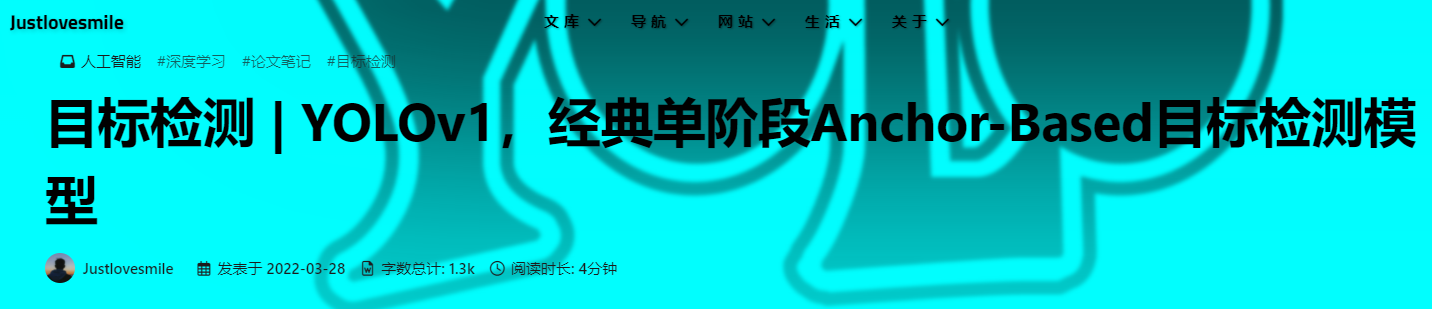 Justlovesmile 文库 导航 网站 生活 关于
人工智能 #深度学习 #论文笔记 #目标检测
目标检测 | YOLOv1，经典单阶段Anchor-Based目标检测模
型
Justlovesmile 发表于 2022-03-28 字数总计: 1.3k 阅读时长: 4分钟
YOLO